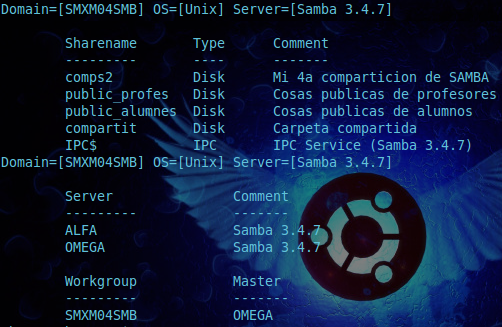 Domain=[SMXM04SMB] OS=[Unix] Server=[Samba 3.4.7]
Sharename Type Comment
--------- ---- -------
comps2 Disk Mi 4a comparticion de SAMBA
public_profes Disk Cosas publicas de profesores
public_alumnes Disk Cosas publicas de alumnos
compartit Disk Carpeta compartida
IPC$ IPC IPC Service (Samba 3.4.7)
Domain=[SMXM04SMB] OS=[Unix] Server=[Samba 3.4.7]
Server Comment
--------- -------
ALFA Samba 3.4.7
OMEGA Samba 3.4.7
Workgroup Master
--------- -------
SMXM04SMB OMEGA